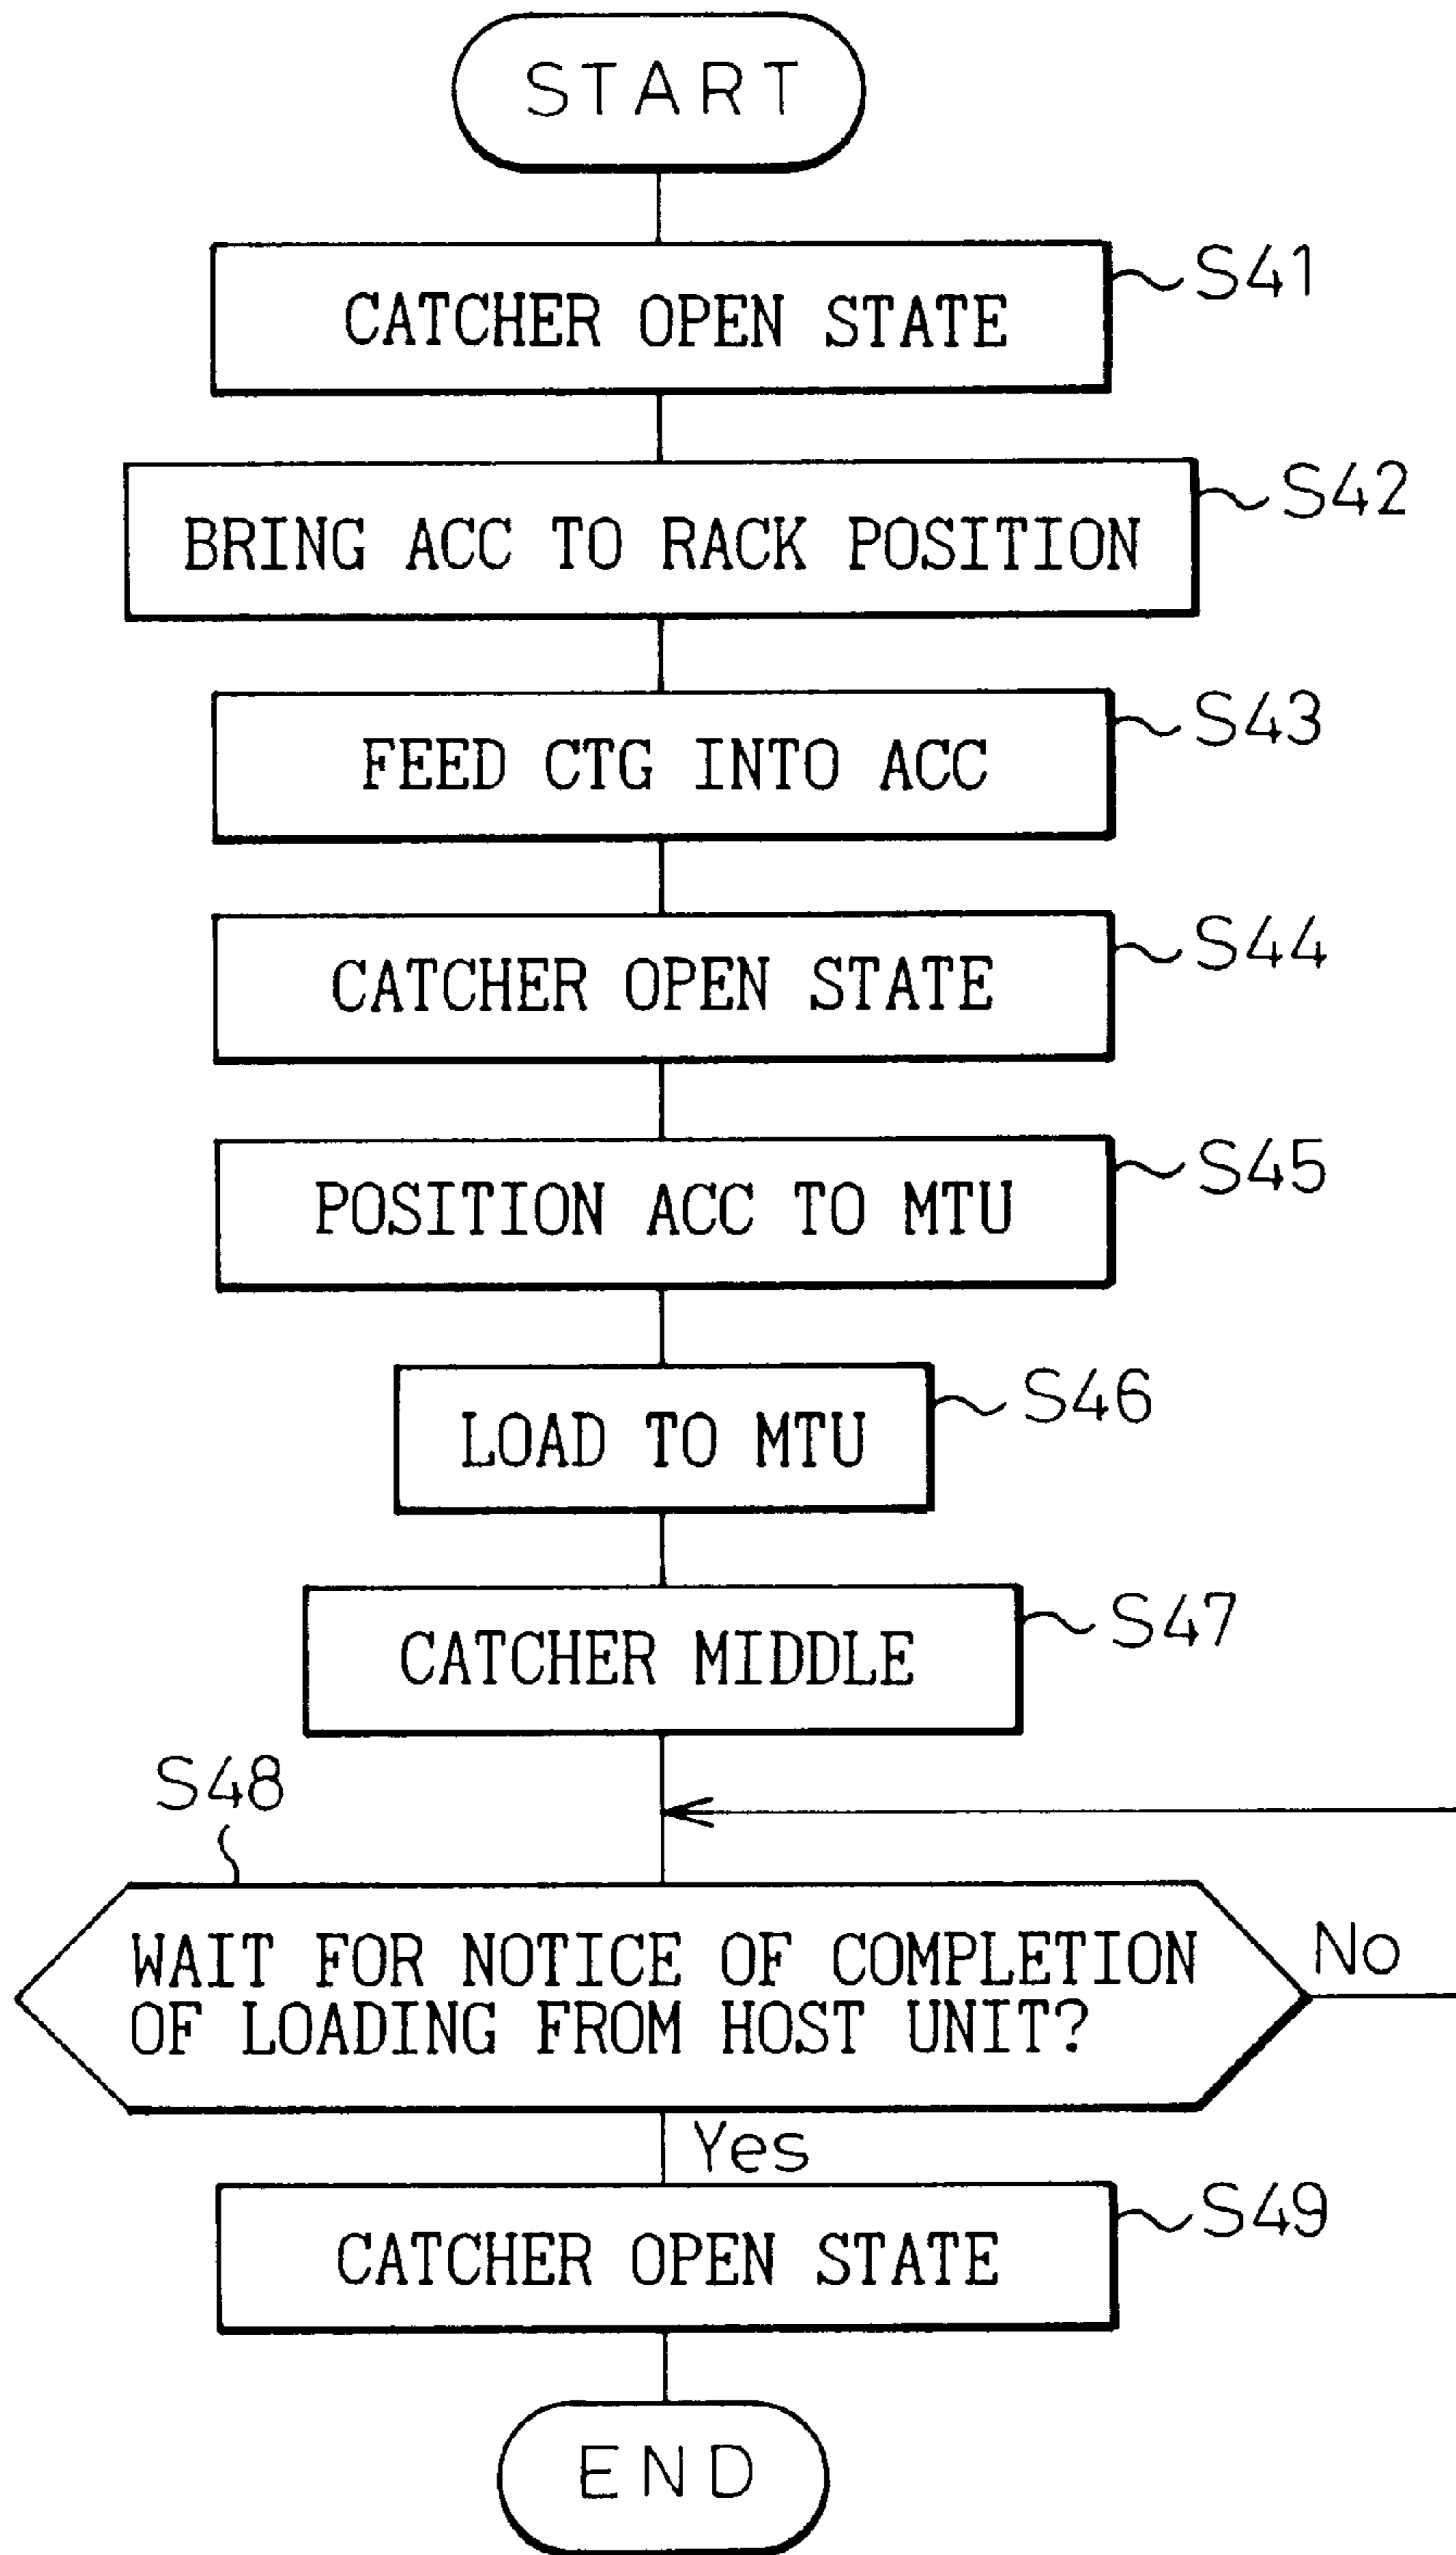 START
CATCHER OPEN STATE
S41
BRING ACC TO RACK POSITION
S42
FEED CTG INTO ACC
S43
CATCHER OPEN STATE
S44
POSITION ACC TO MTU
S45
LOAD TO MTU
S46
CATCHER MIDDLE
S47
S48
WAIT FOR NOTICE OF COMPLETION
OF LOADING FROM HOST UNIT?
No
Yes
CATCHER OPEN STATE
S49
END